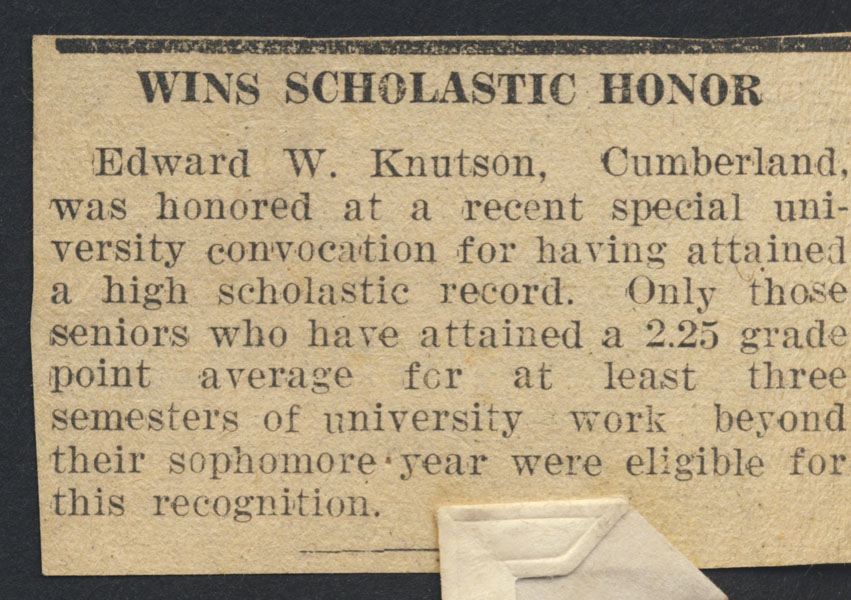 WINS SCHOLASTIC HONOR
Edward W. Knutson, Cumberland,
was honored at a recent special uni-
versity convocation for having attained
a high scholastic record. Only those
seniors who have attained a 2.25 grade
point average for at least three
semesters of university work beyond
their sophomore year were eligible for
this recognition.